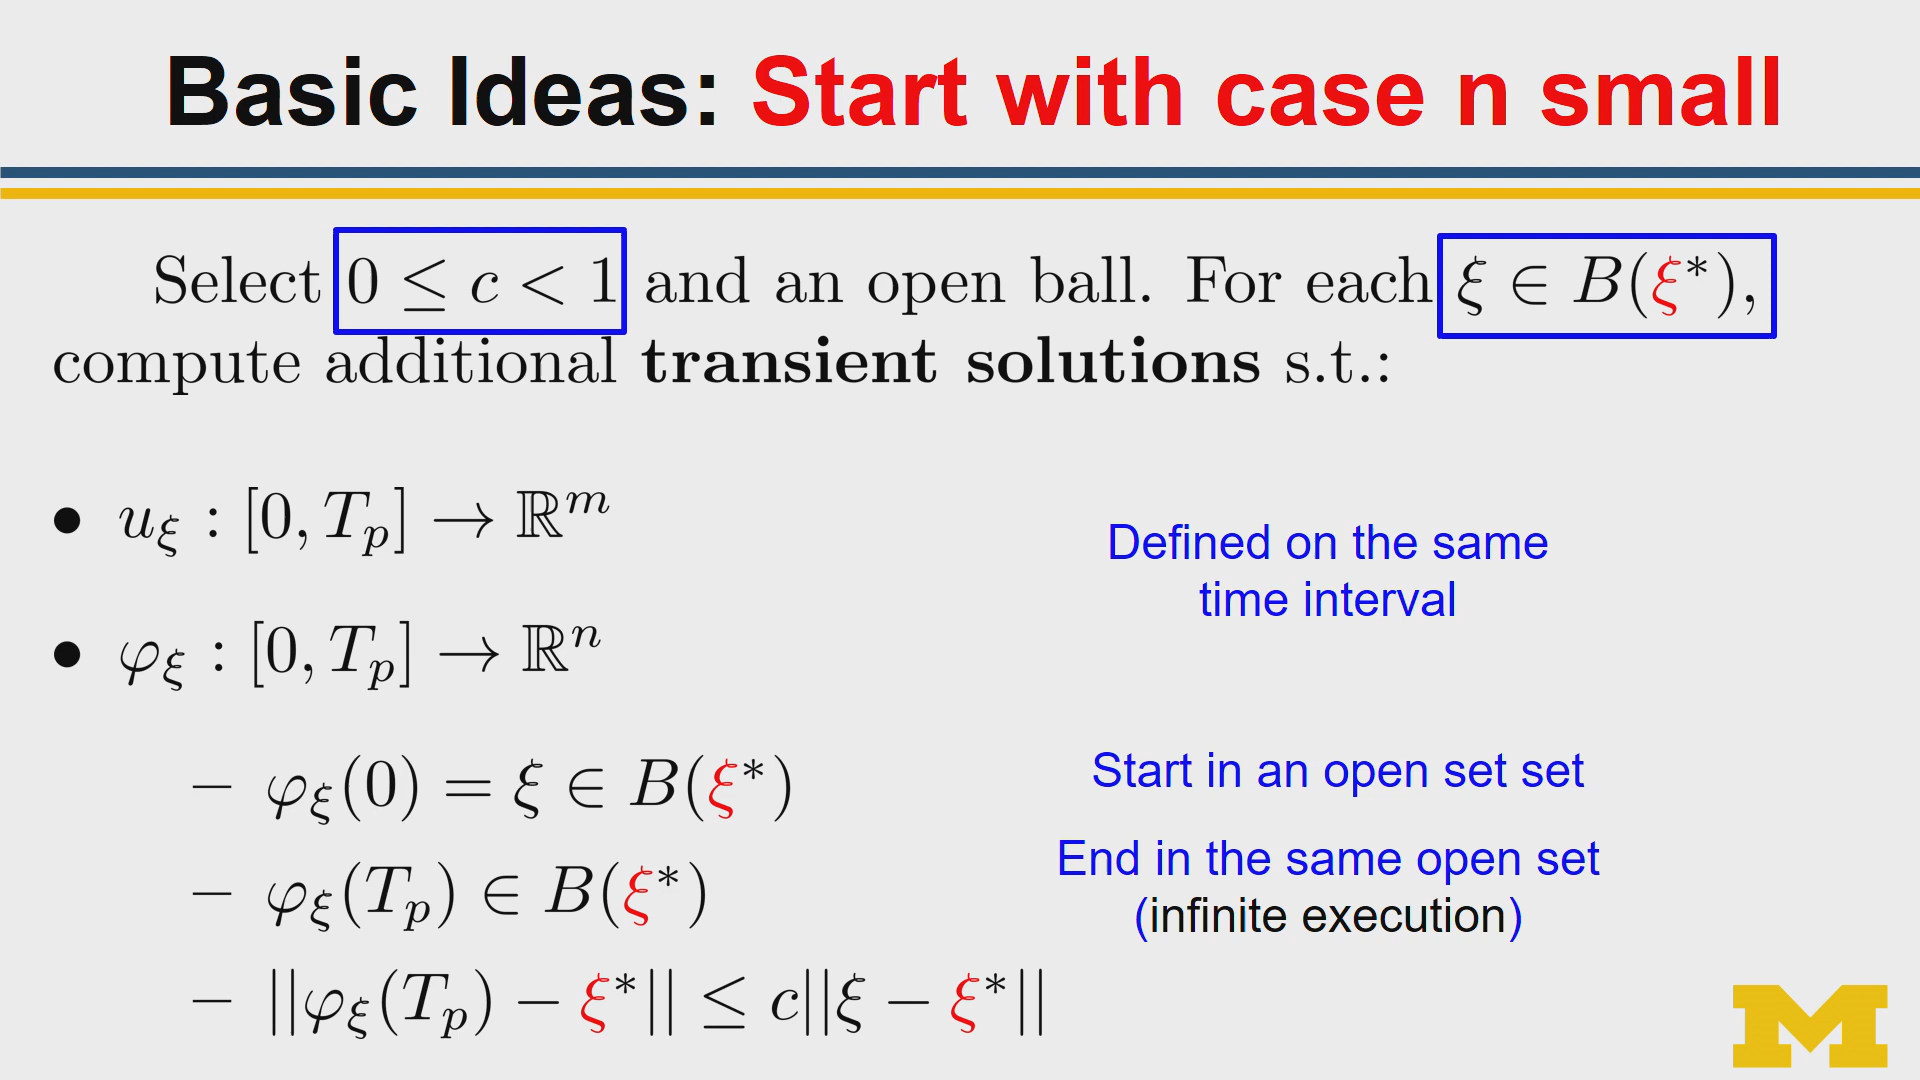 Basic Ideas: Start with case n small
Select 0 ≤ c < 1 and an open ball. For each ξ ∈ B(ξ*),
compute additional transient solutions s.t.:
• u_ξ : [0, T_p] → ℝ^m
Defined on the same
time interval
• φ_ξ : [0, T_p] → ℝ^n
– φ_ξ(0) = ξ ∈ B(ξ*)
Start in an open set set
– φ_ξ(T_p) ∈ B(ξ*)
End in the same open set
(infinite execution)
– ||φ_ξ(T_p) − ξ*|| ≤ c||ξ − ξ*||
M